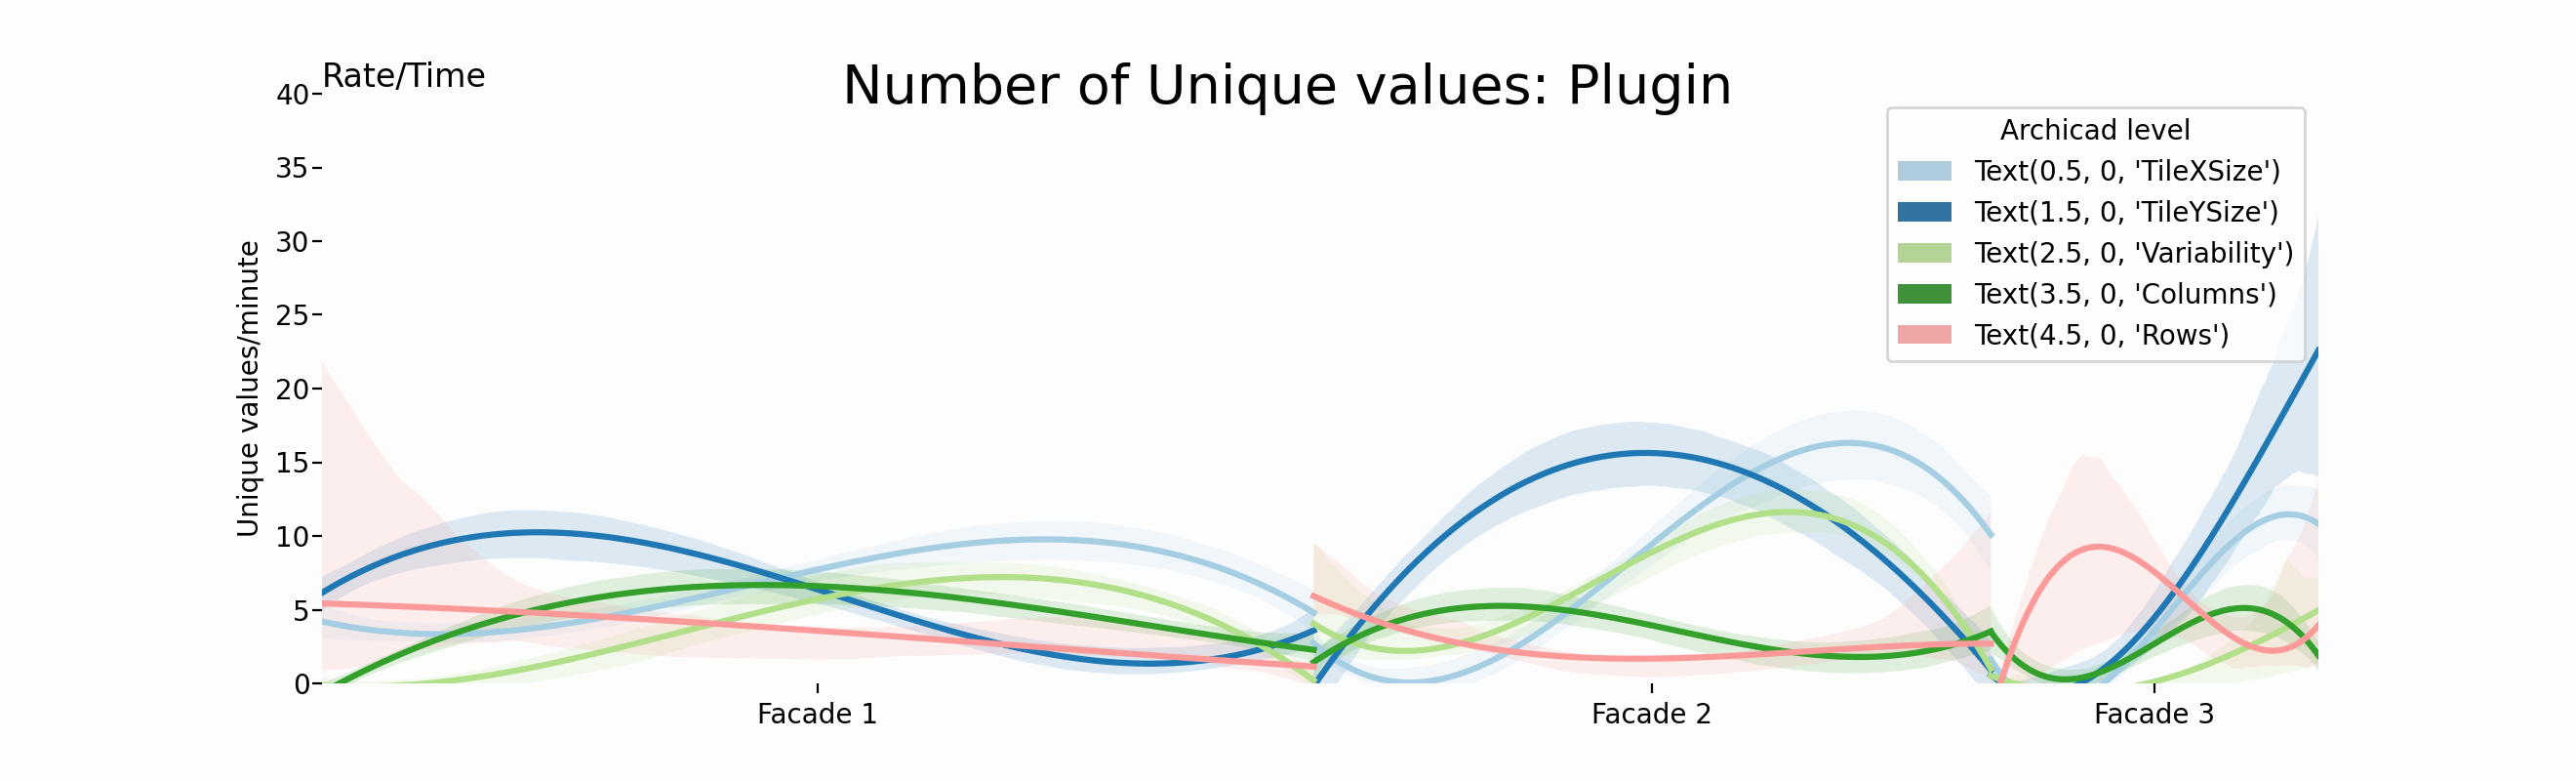 Rate/Time
Number of Unique values: Plugin
Unique values/minute
40
35
30
25
20
15
10
5
0
Archicad level
Text(0.5, 0, 'TileXSize')
Text(1.5, 0, 'TileYSize')
Text(2.5, 0, 'Variability')
Text(3.5, 0, 'Columns')
Text(4.5, 0, 'Rows')
Facade 1
Facade 2
Facade 3